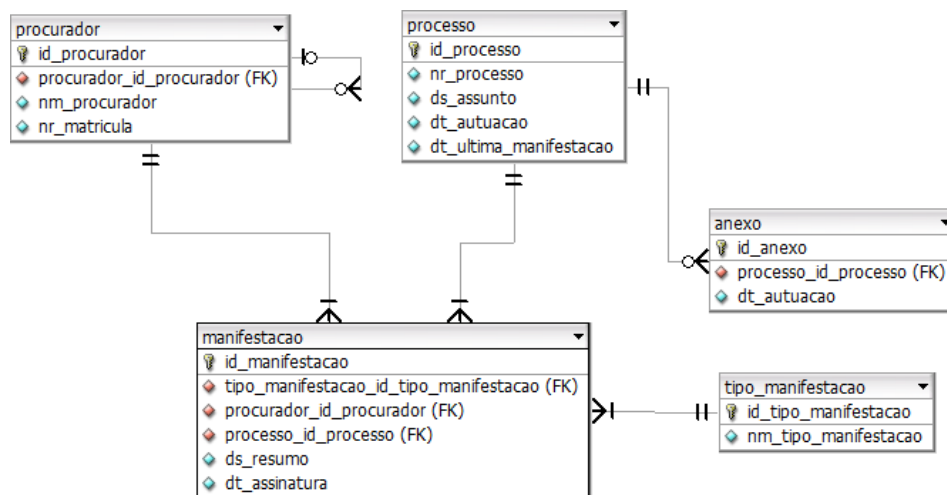 procurador
id_procurador
procurador_id_procurador (FK)
nm_procurador
nr_matricula
processo
id_processo
nr_processo
ds_assunto
dt_autuacao
dt_ultima_manifestacao
anexo
id_anexo
processo_id_processo (FK)
dt_autuacao
manifestacao
id_manifestacao
tipo_manifestacao_id_tipo_manifestacao (FK)
procurador_id_procurador (FK)
processo_id_processo (FK)
ds_resumo
dt_assinatura
tipo_manifestacao
id_tipo_manifestacao
nm_tipo_manifestacao